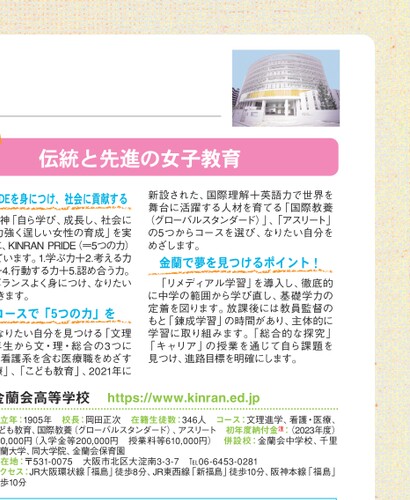 伝統と先進の女子教育
DEを身につけ、社会に貢献する
神「自ら学び、成長し、社会に
力強く逞しい女性の育成」を実
に、KINRAN PRIDE(=5つの力)
ています。1.学ぶ力+2.考える力
+4.行動する力+5.認め合う力。
バランスよく身につけ、なりたい
きます。
コースで「5つの力」を
なりたい自分を見つける「文理
年生から文・理・総合の3つに
看護系を含む医療職をめざす
」、「こども教育」、2021年に
新設された、国際理解+英語力で世界を
舞台に活躍する人材を育てる「国際教養
(グローバルスタンダード)」、「アスリート」
の5つからコースを選び、なりたい自分を
めざします。
金蘭で夢を見つけるポイント!
「リメディアル学習」を導入し、徹底的
に中学の範囲から学び直し、基礎学力の
定着を図ります。放課後には教員監督の
もと「錬成学習」の時間があり、主体的に
学習に取り組みます。「総合的な探究」
「キャリア」の授業を通して自ら課題を
見つけ、進路目標を明確にします。
金蘭会高等学校 https://www.kinran.ed.jp
立年:1905年 校長:岡田正次 在籍生徒数:346人 コース:文理進学、看護・医療、
ども教育、国際教養(グローバルスタンダード)、アスリート 初年度納付金注:(2023年度)
0,000円(入学金等200,000円 授業料等610,000円) 併設校:金蘭会中学校、千里
蘭大学、同大学院、金蘭会保育園
在地:〒531-0075 大阪市北区大淀南3-3-7 TEL06-6453-0281
クセス:JR大阪環状線「福島」徒歩8分、JR東西線「新福島」徒歩10分、阪神本線「福島」
歩10分